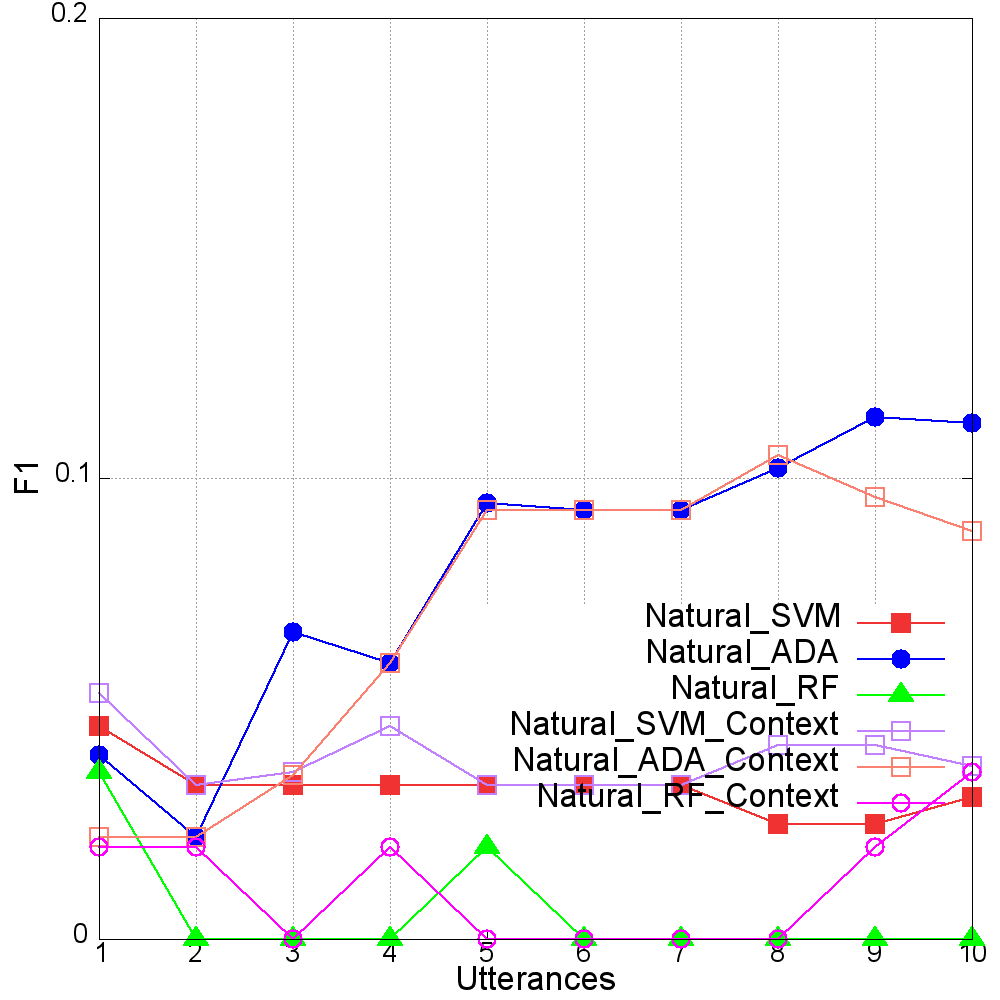 0.2
0.1
0
F1
Natural_SVM
Natural_ADA
Natural_RF
Natural_SVM_Context
Natural_ADA_Context
Natural_RF_Context
1 2 3 4 5 6 7 8 9 10
Utterances